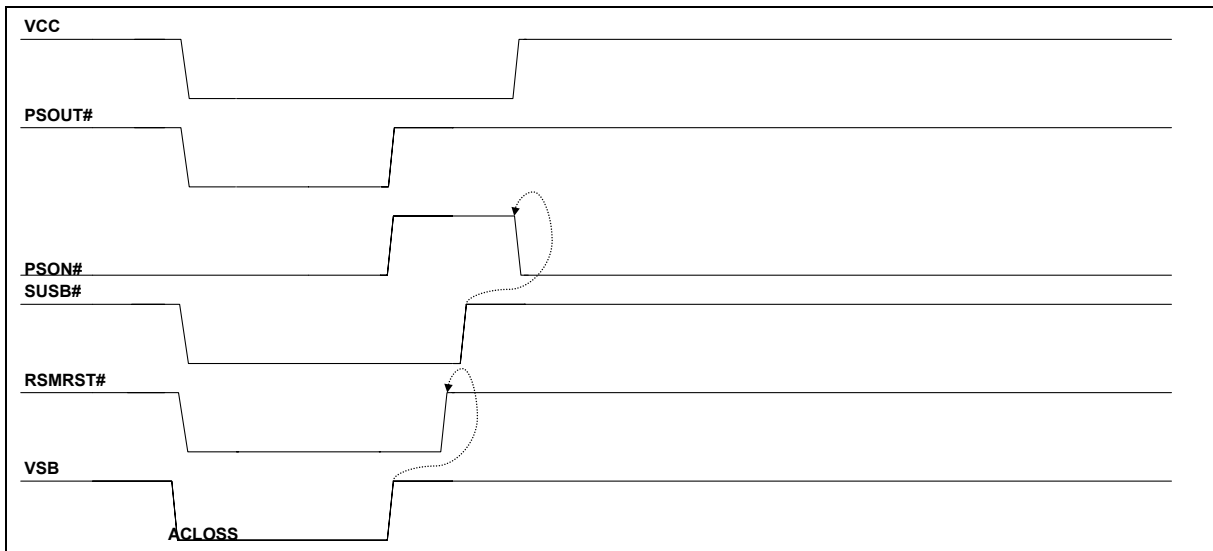 VCC
PSOUT#
PSON#
SUSB#
RSMRST#
VSB
ACLOSS